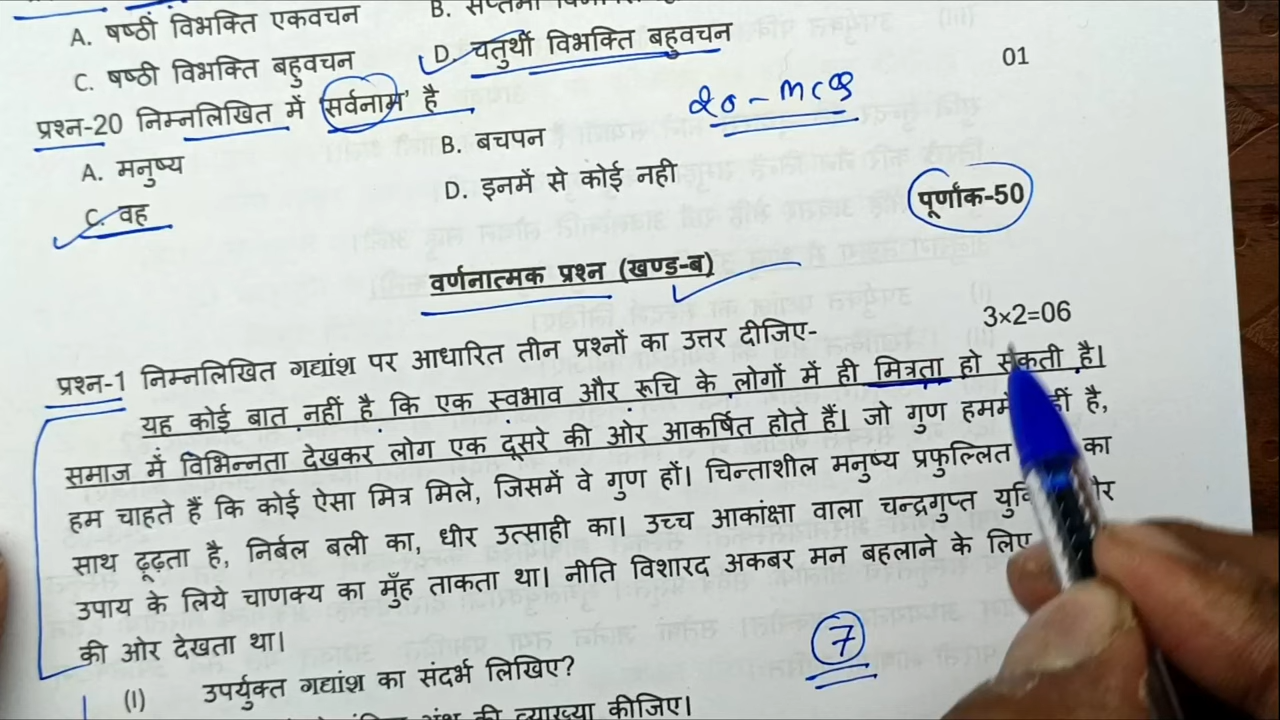 A. षष्ठी विभक्ति एकवचन B.
C. षष्ठी विभक्ति बहुवचन D. चतुर्थी विभक्ति बहुवचन
01
प्रश्न-20 निम्नलिखित में 'सर्वनाम' है
20 - MCQ
A. मनुष्य B. बचपन
C. वह D. इनमें से कोई नही
पूर्णांक-50
वर्णनात्मक प्रश्न (खण्ड-ब)
3×2=06
प्रश्न-1 निम्नलिखित गद्यांश पर आधारित तीन प्रश्नों का उत्तर दीजिए-
यह कोई बात नहीं है कि एक स्वभाव और रूचि के लोगों में ही मित्रता हो सकती है।
समाज में विभिन्नता देखकर लोग एक दूसरे की ओर आकर्षित होते हैं। जो गुण हममें है,
हम चाहते हैं कि कोई ऐसा मित्र मिले, जिसमें वे गुण हों। चिन्ताशील मनुष्य प्रफुल्लित का
साथ ढूढ़ता है, निर्बल बली का, धीर उत्साही का। उच्च आकांक्षा वाला चन्द्रगुप्त
उपाय के लिये चाणक्य का मुँह ताकता था। नीति विशारद अकबर मन बहलाने के लिए
की ओर देखता था।
7
(I) उपर्युक्त गद्यांश का संदर्भ लिखिए?
अंश की व्याख्या कीजिए।